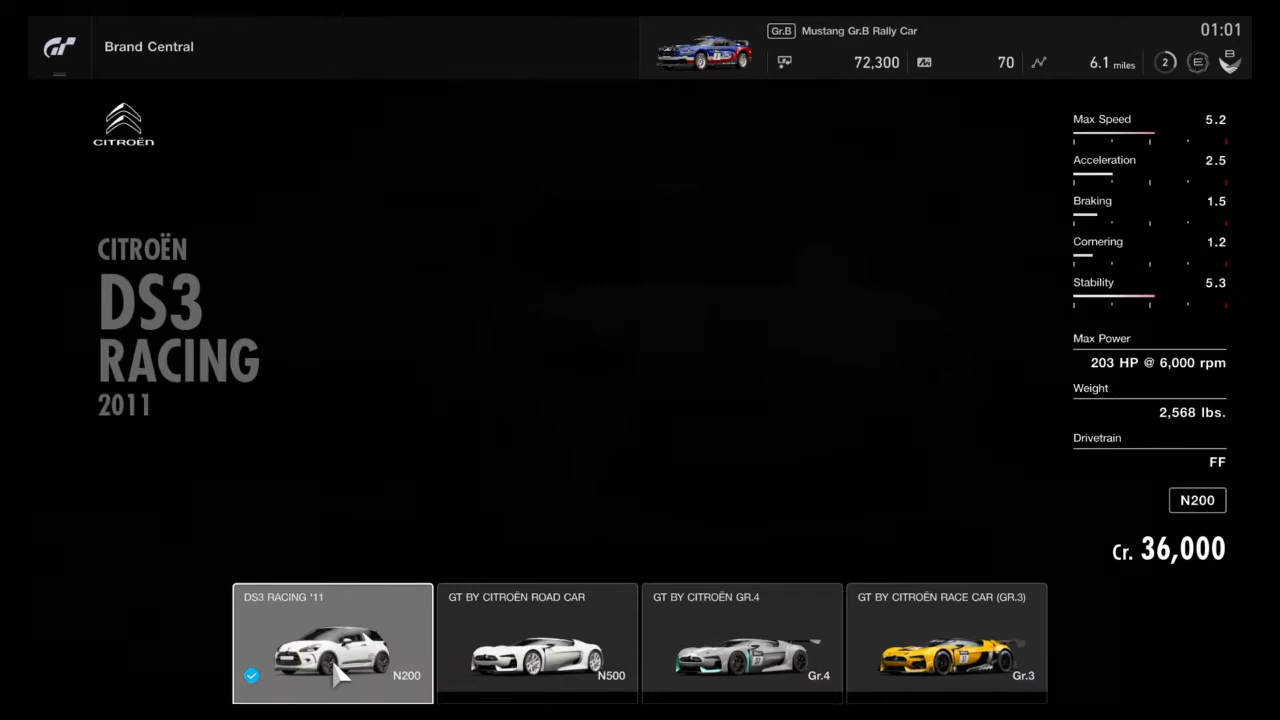 Brand Central
Gr.B Mustang Gr.B Rally Car
72,300
70
6.1 miles
2
E
B
01:01
CITROËN
CITROËN
DS3
RACING
2011
Max Speed 5.2
Acceleration 2.5
Braking 1.5
Cornering 1.2
Stability 5.3
Max Power
203 HP @ 6,000 rpm
Weight
2,568 lbs.
Drivetrain
FF
N200
Cr. 36,000
DS3 RACING '11
N200
GT BY CITROËN ROAD CAR
N500
GT BY CITROËN GR.4
Gr.4
GT BY CITROËN RACE CAR (GR.3)
Gr.3